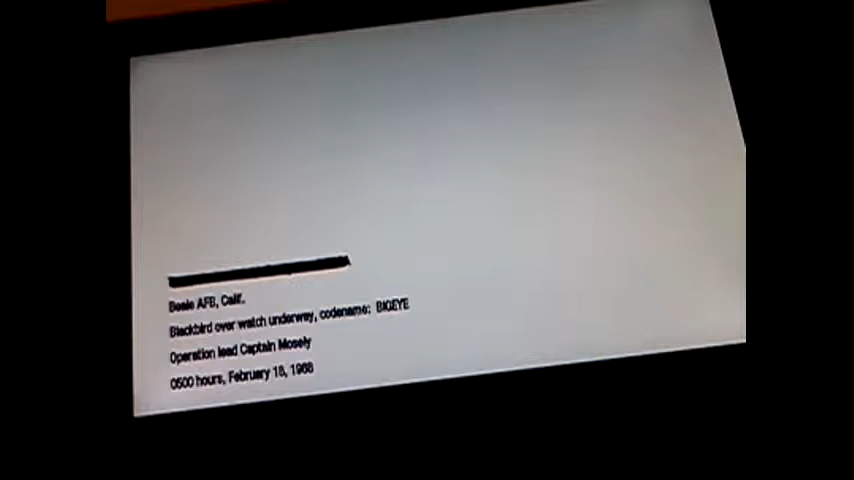 Beale AFB, Calif.
Blackbird over watch underway, codename: BIGEYE
Operation lead Captain Mosely
0500 hours, February 18, 1968